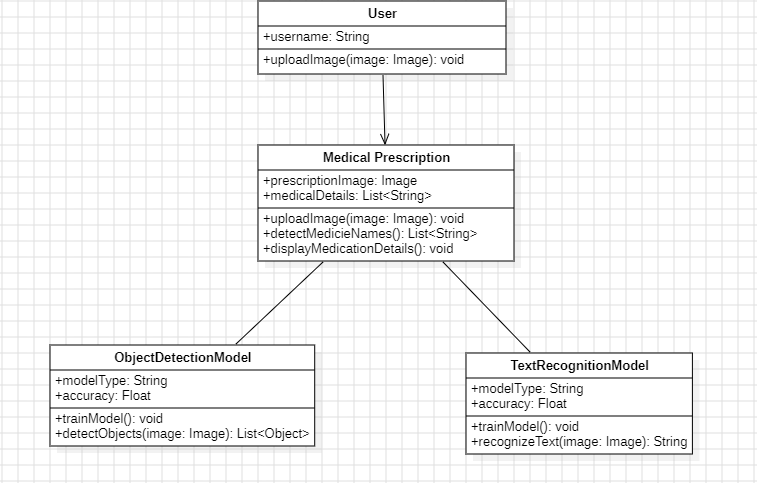 User
+username: String
+uploadImage(image: Image): void
Medical Prescription
+prescriptionImage: Image
+medicalDetails: List<String>
+uploadImage(image: Image): void
+detectMedicieNames(): List<String>
+displayMedicationDetails(): void
ObjectDetectionModel
+modelType: String
+accuracy: Float
+trainModel(): void
+detectObjects(image: Image): List<Object>
TextRecognitionModel
+modelType: String
+accuracy: Float
+trainModel(): void
+recognizeText(image: Image): String